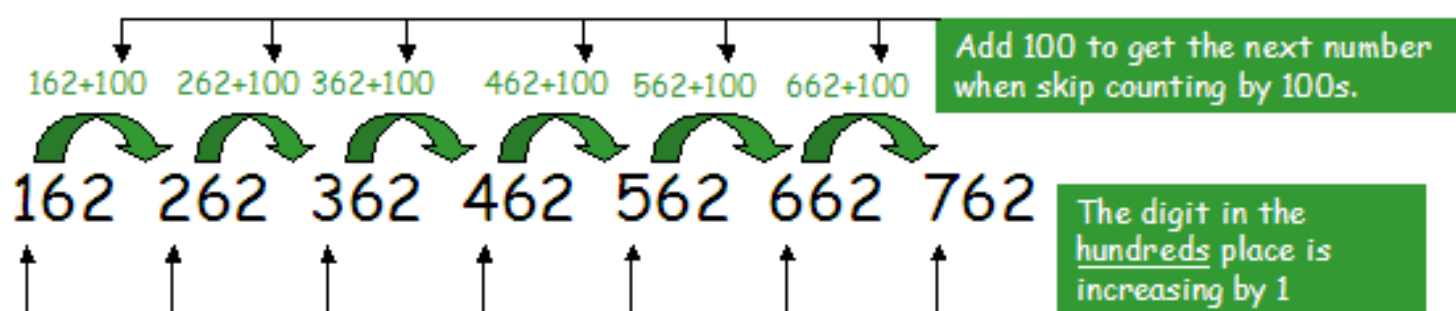 Add 100 to get the next number
when skip counting by 100s.
162+100 262+100 362+100 462+100 562+100 662+100
162 262 362 462 562 662 762
The digit in the
hundreds place is
increasing by 1